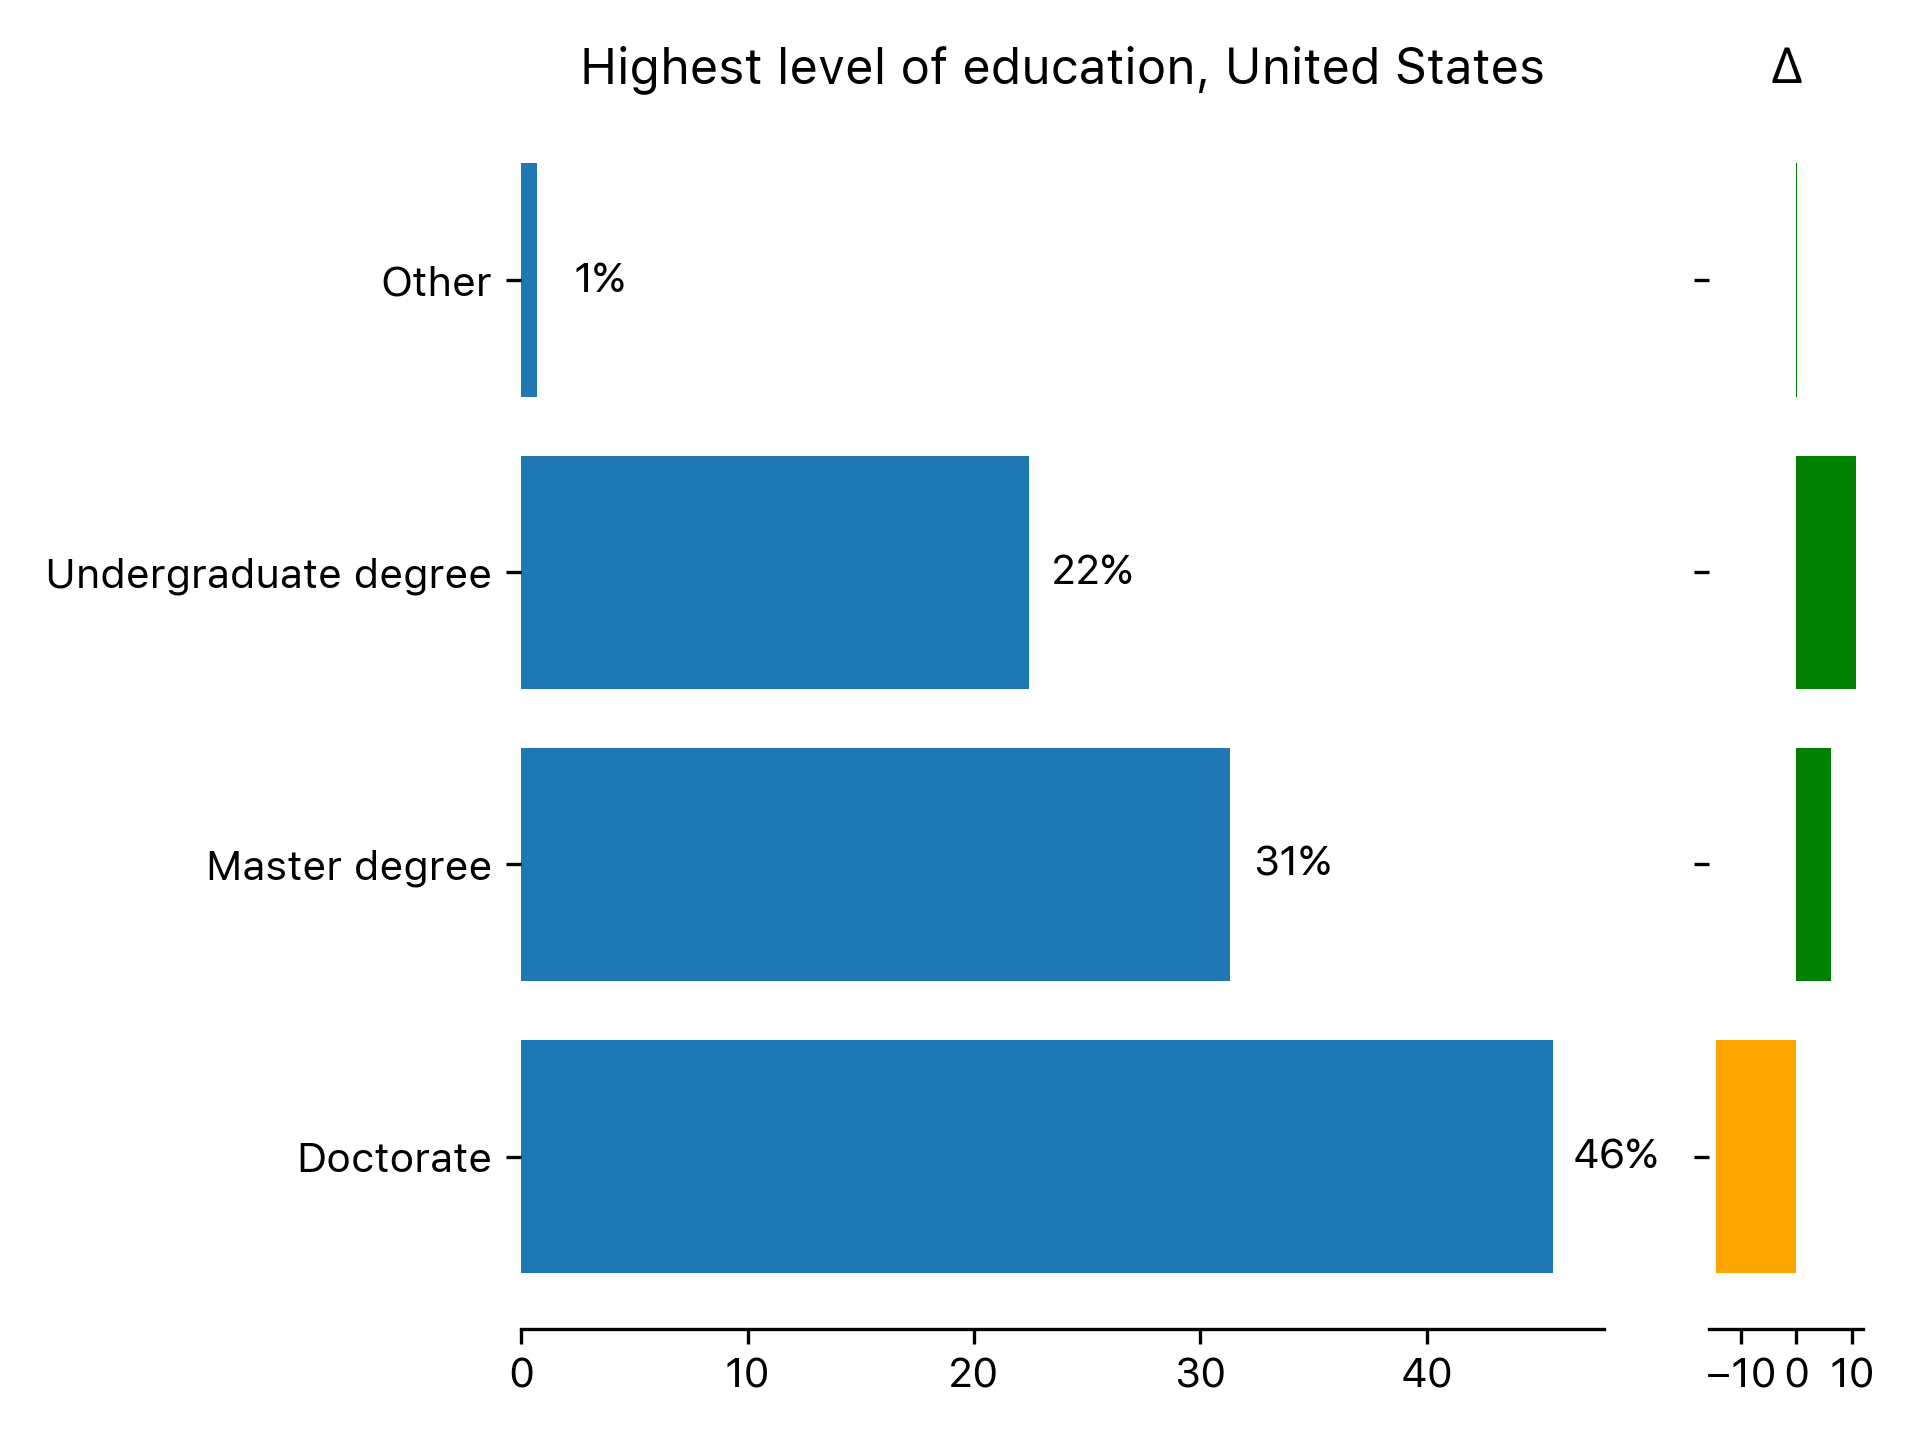 Highest level of education, United States
Δ
Other
1%
Undergraduate degree
22%
Master degree
31%
Doctorate
46%
0 10 20 30 40
−10 0 10